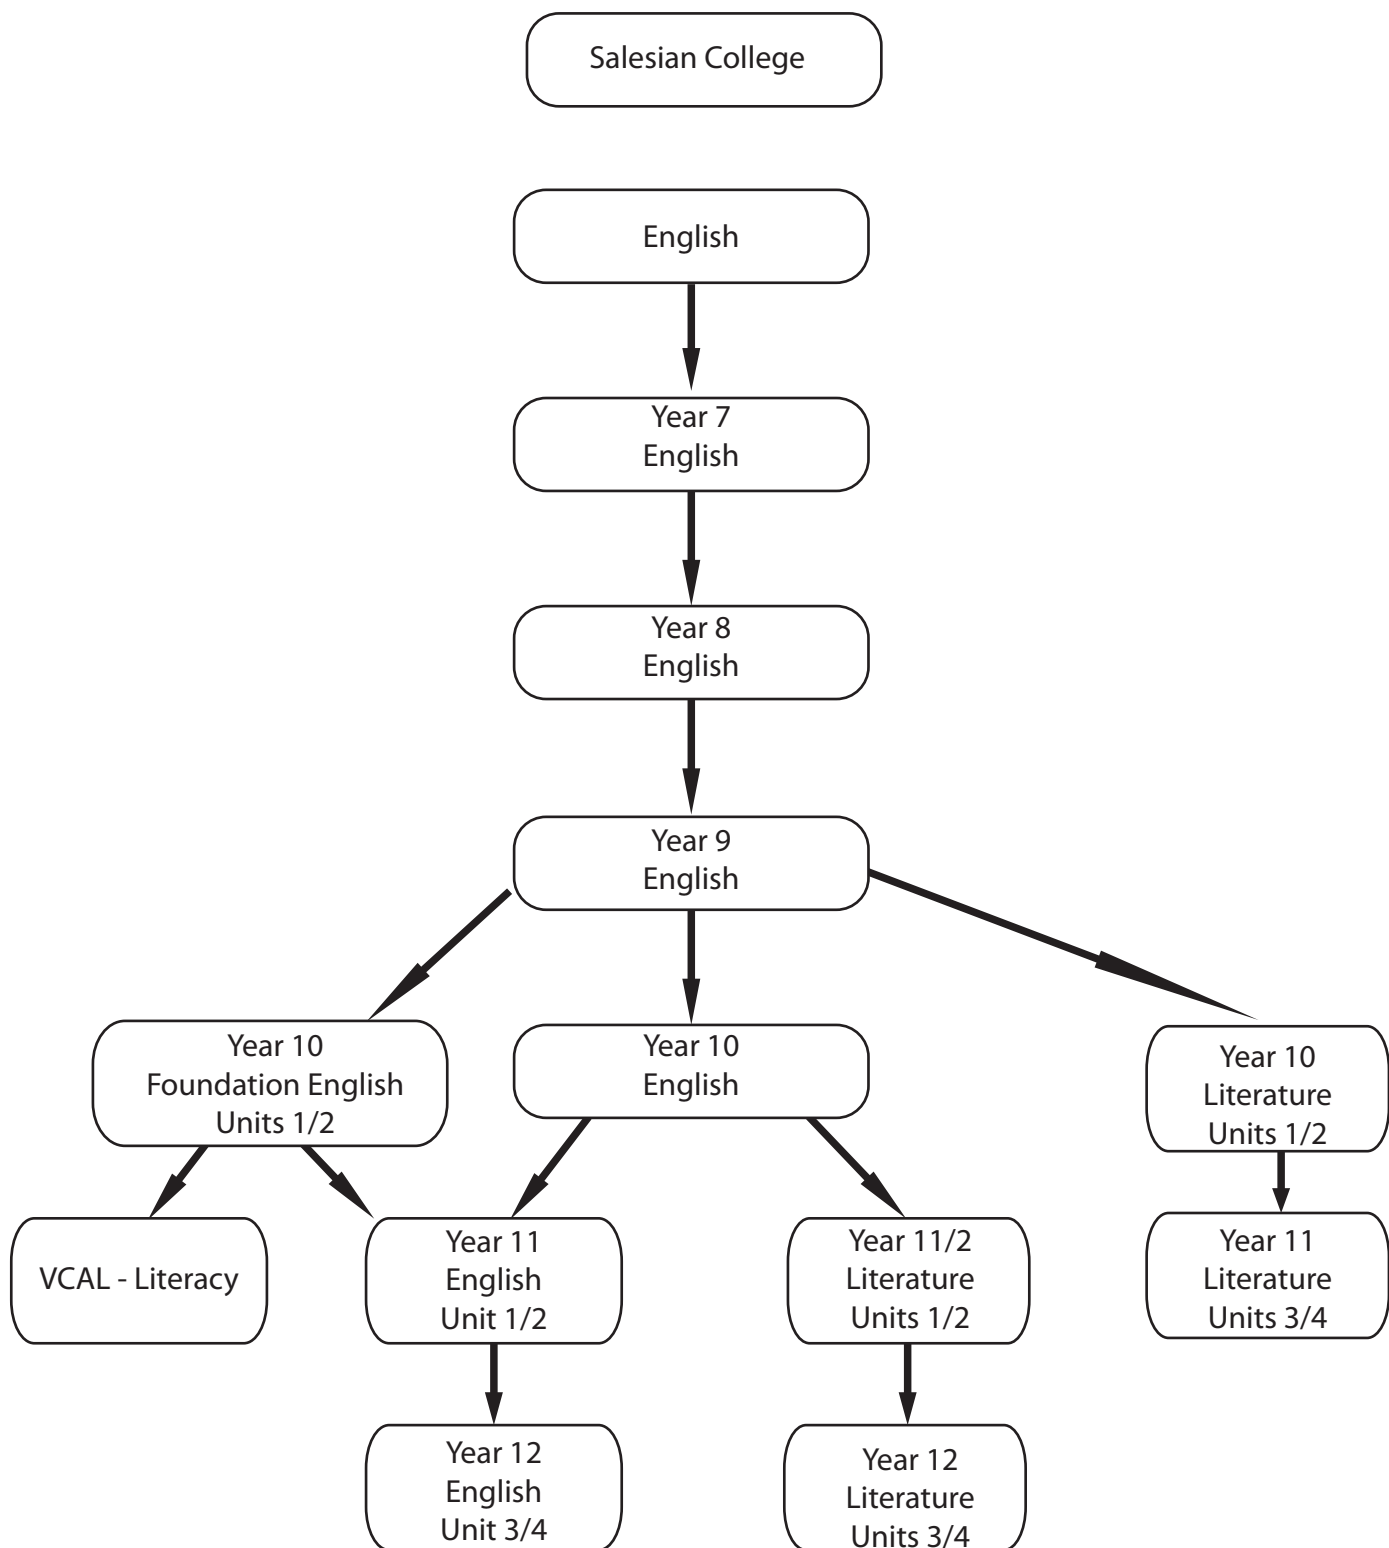 Salesian College
English
Year 7
English
Year 8
English
Year 9
English
Year 10
Foundation English
Units 1/2
Year 10
English
Year 10
Literature
Units 1/2
VCAL - Literacy
Year 11
English
Unit 1/2
Year 11/2
Literature
Units 1/2
Year 11
Literature
Units 3/4
Year 12
English
Unit 3/4
Year 12
Literature
Units 3/4